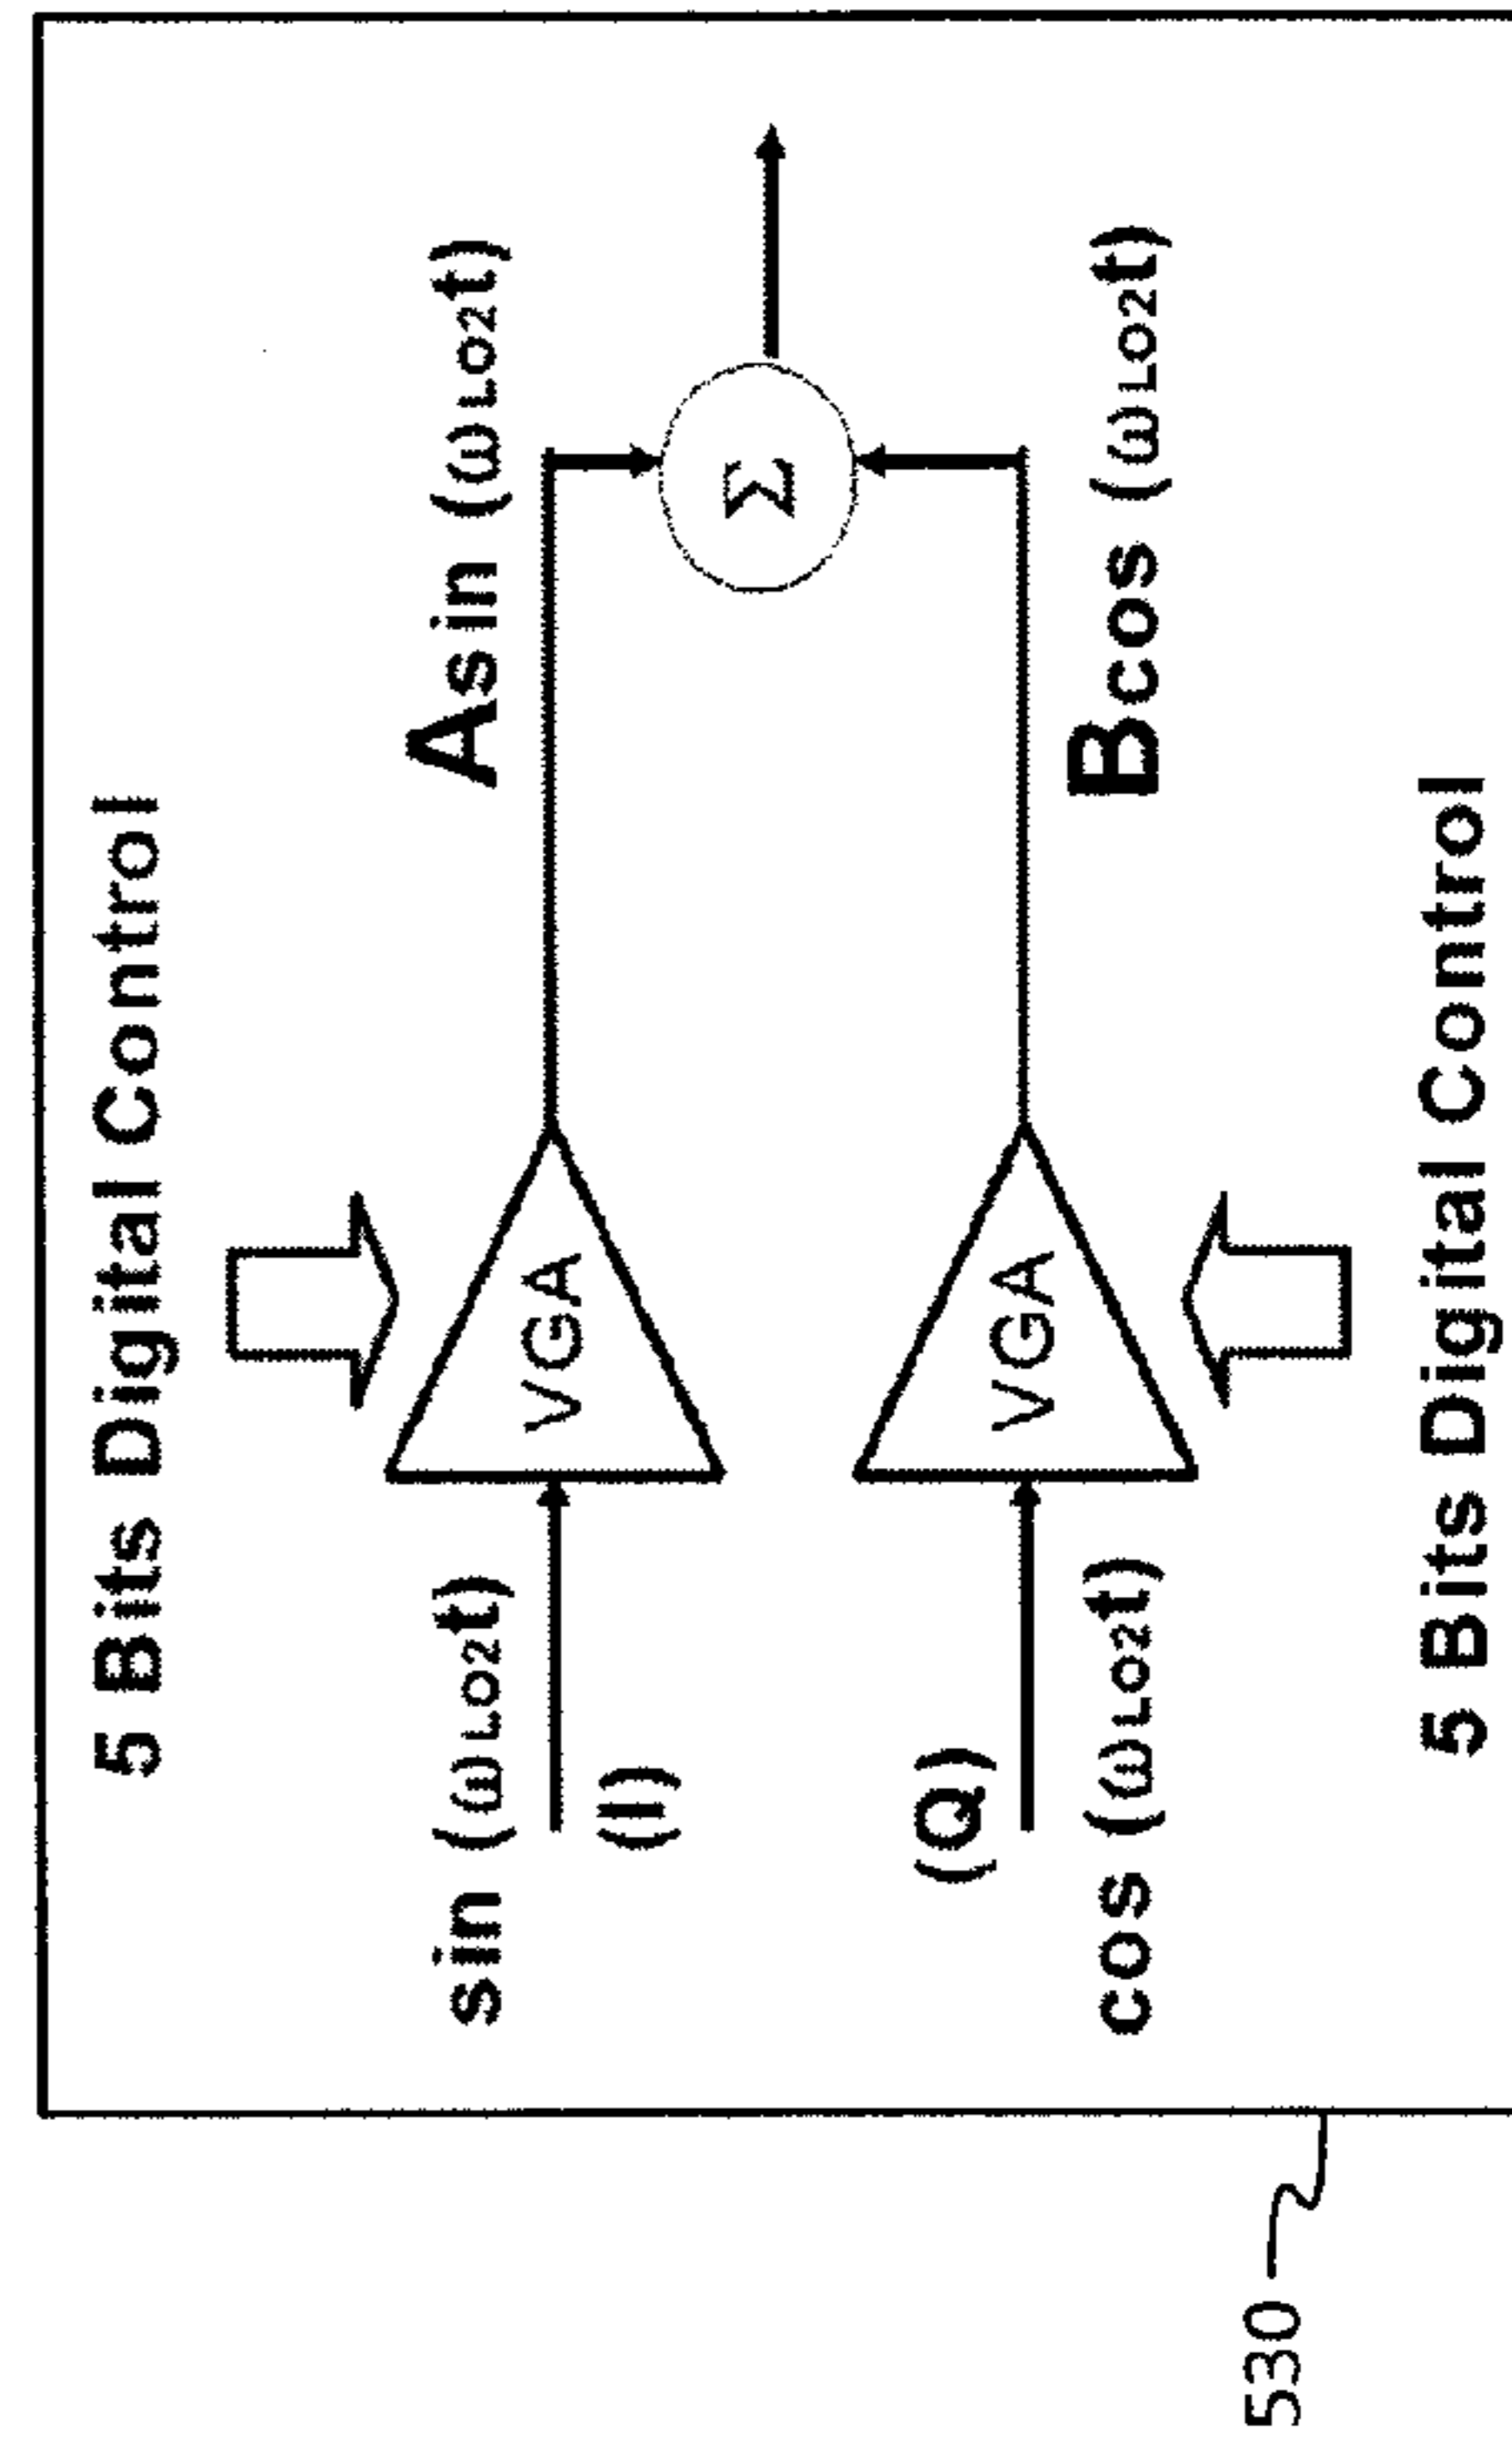 5 Bits Digital Control
sin (ωLO2t)
Asin (ωLO2t)
(I)
VGA
Σ
(Q)
VGA
cos (ωLO2t)
Bcos (ωLO2t)
5 Bits Digital Control
530